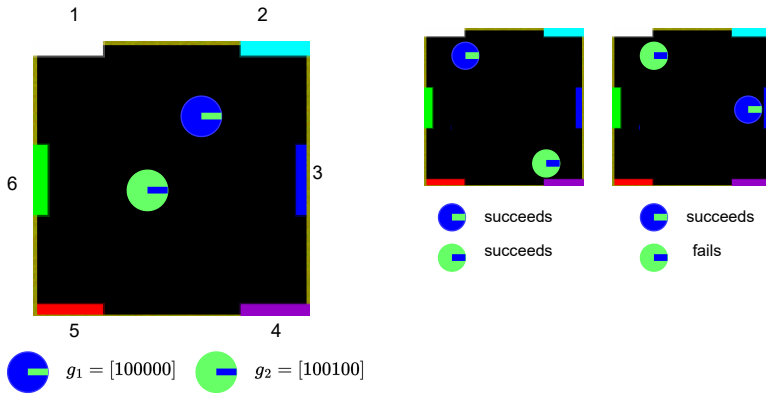 1
2
3
6
5
4
g₁ = [100000]
g₂ = [100100]
succeeds
succeeds
succeeds
fails